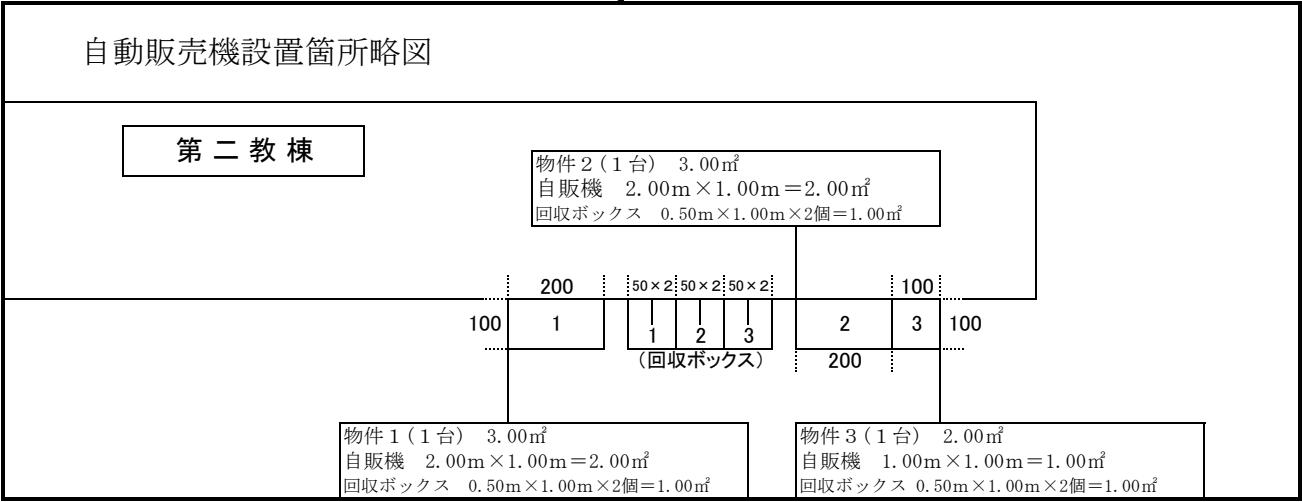 自動販売機設置箇所略図
第二教棟
物件２(１台)　3.00㎡
自販機　2.00m×1.00m＝2.00㎡
回収ボックス　0.50m×1.00m×2個＝1.00㎡
200
50×2
50×2
50×2
100
100
1
1
2
3
2
3
100
(回収ボックス)
200
物件１(１台)　3.00㎡
自販機　2.00m×1.00m＝2.00㎡
回収ボックス　0.50m×1.00m×2個＝1.00㎡
物件３(１台)　2.00㎡
自販機　1.00m×1.00m＝1.00㎡
回収ボックス 0.50m×1.00m×2個＝1.00㎡